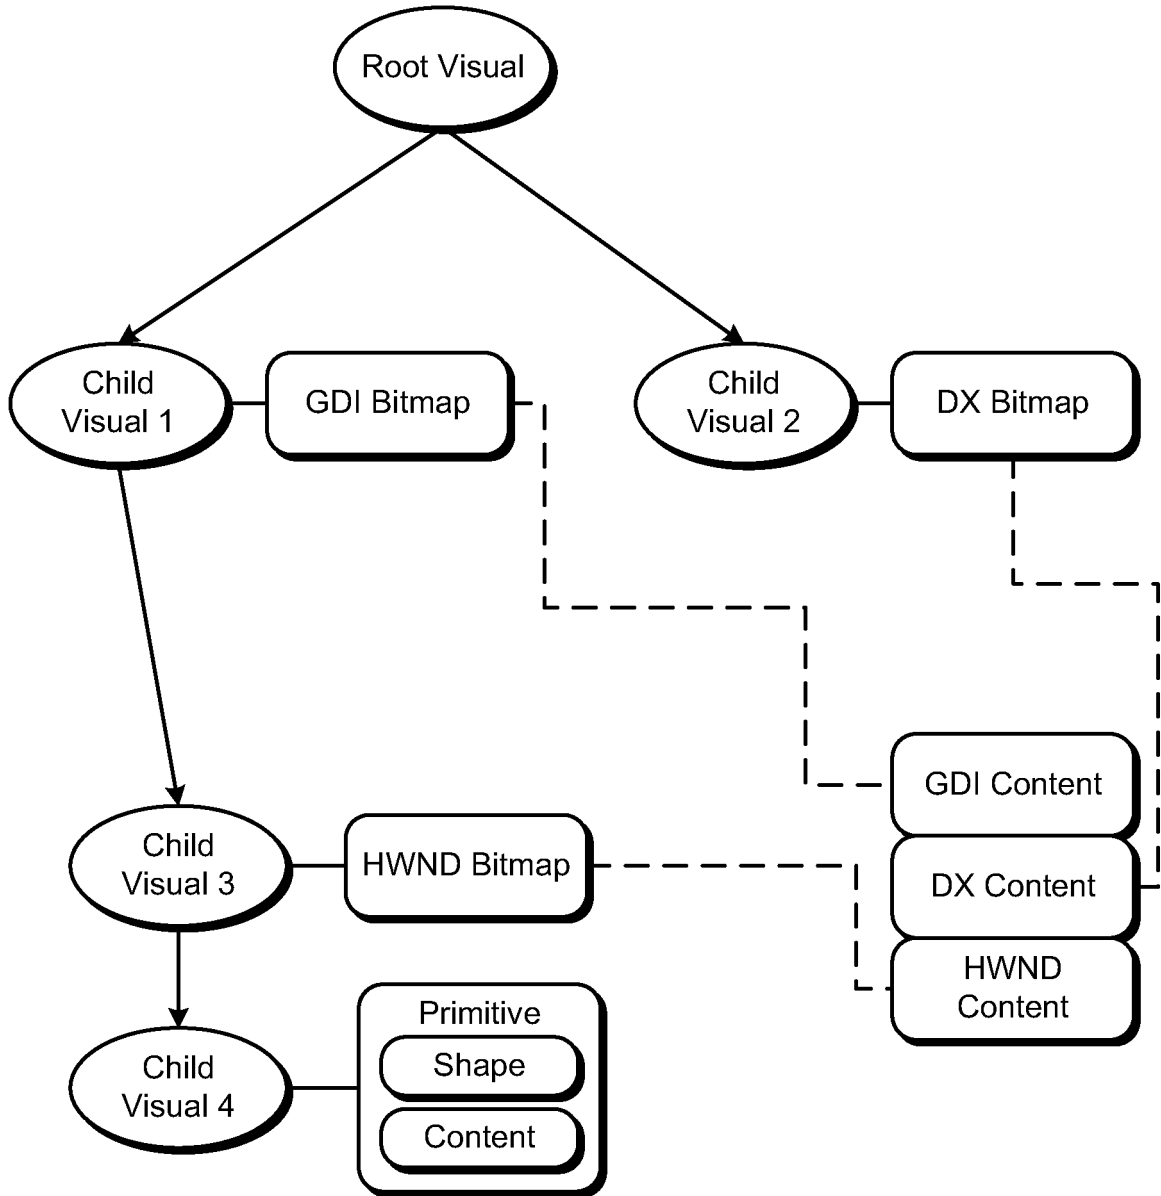 Root Visual
Child
Visual 1
GDI Bitmap
Child
Visual 2
DX Bitmap
GDI Content
Child
Visual 3
HWND Bitmap
DX Content
HWND
Content
Child
Visual 4
Primitive
Shape
Content